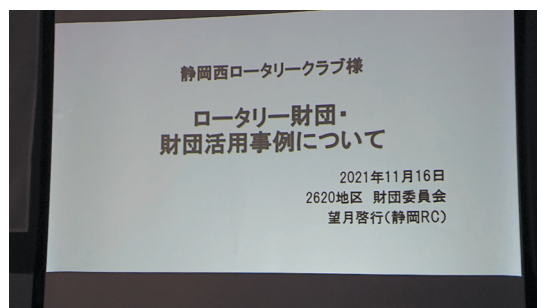 静岡西ロータリークラブ様
ロータリー財団・
財団活用事例について
2021年11月16日
2620地区 財団委員会
望月啓行(静岡RC)